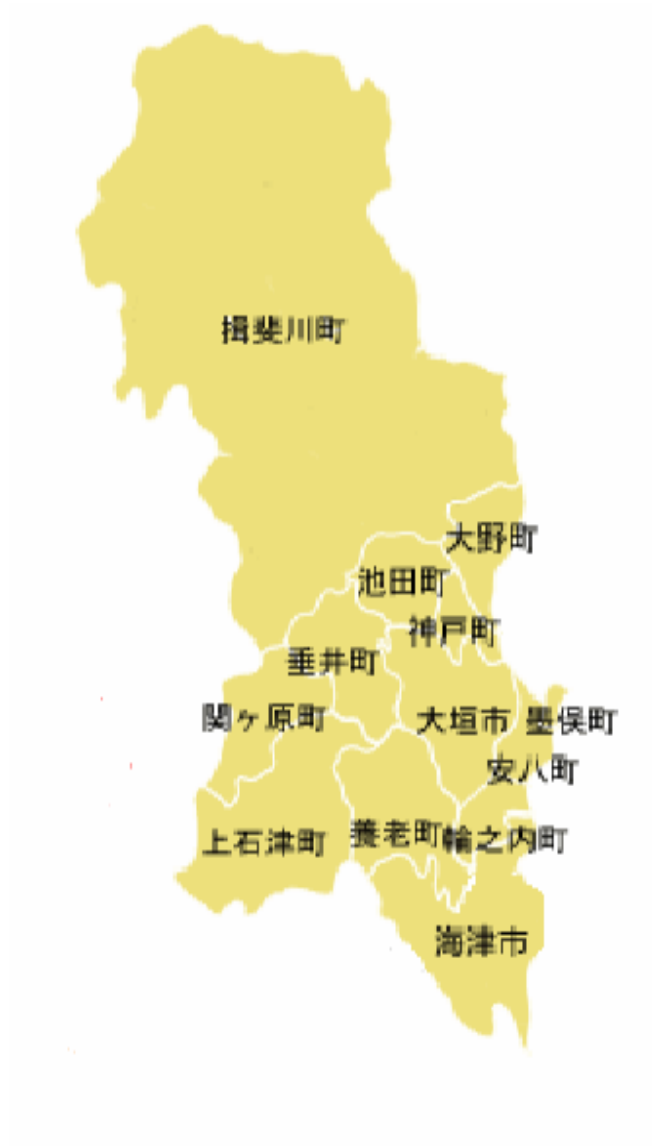 揖斐川町
大野町
池田町
神戸町
垂井町
関ヶ原町
大垣市 墨俣町
安八町
上石津町
養老町
輪之内町
海津市